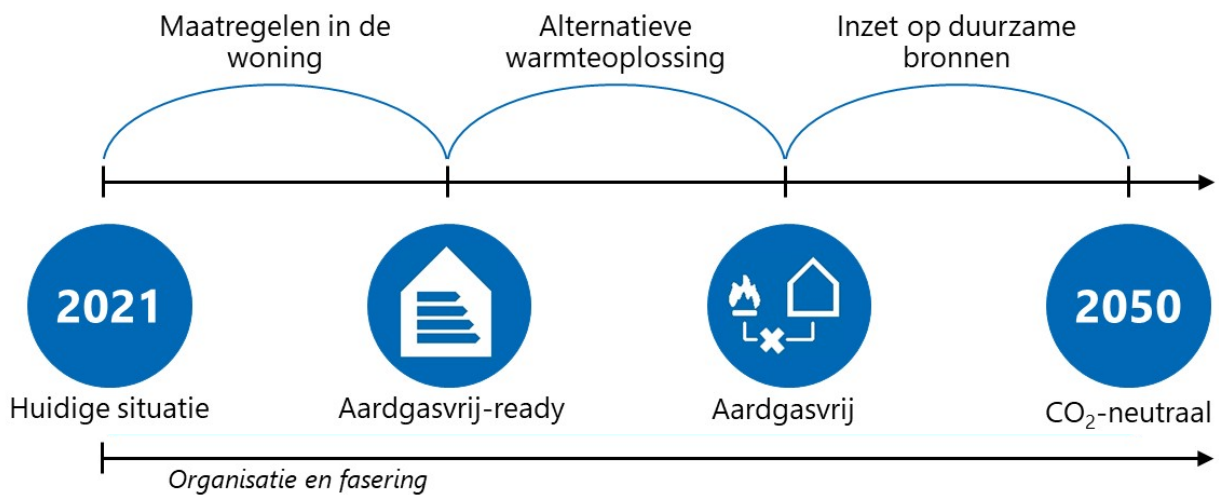 Maatregelen in de
woning
Alternatieve
warmteoplossing
Inzet op duurzame
bronnen
2021
2050
Huidige situatie
Aardgasvrij-ready
Aardgasvrij
CO₂-neutraal
Organisatie en fasering